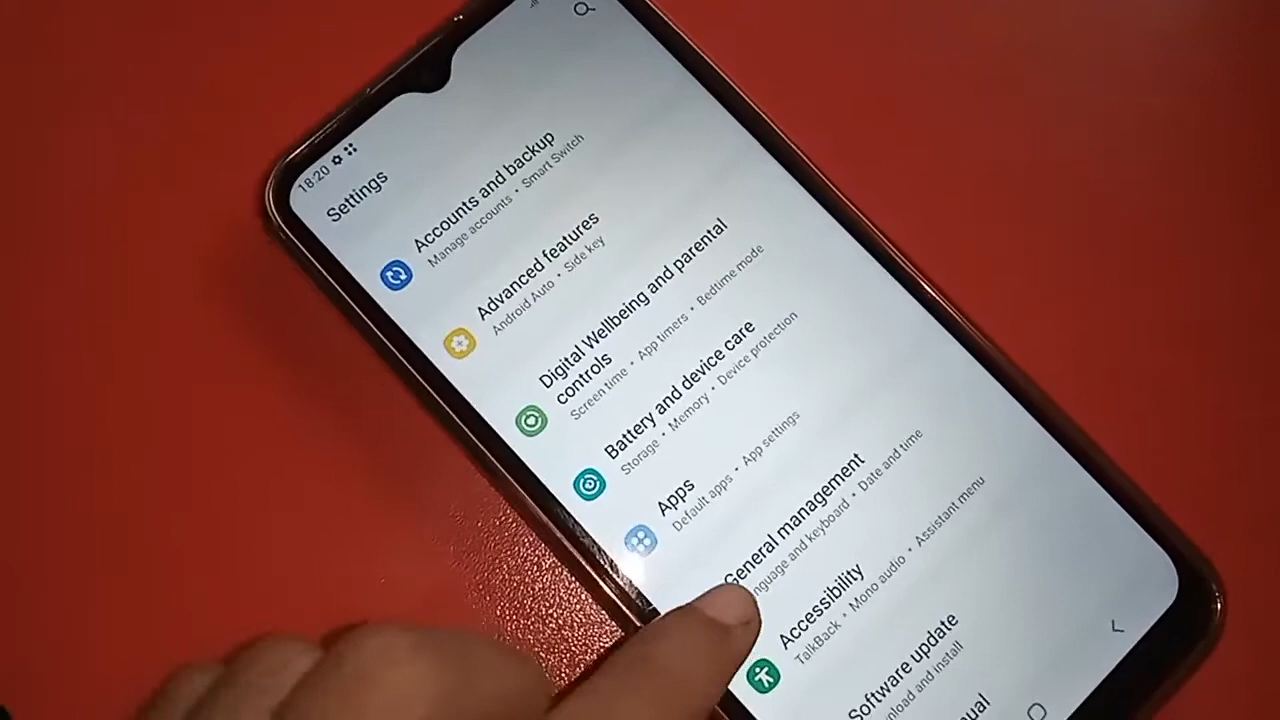 18:20
Settings
Accounts and backup
Manage accounts • Smart Switch
Advanced features
Android Auto • Side key
Digital Wellbeing and parental
controls
Screen time • App timers • Bedtime mode
Battery and device care
Storage • Memory • Device protection
Apps
Default apps • App settings
General management
nguage and keyboard • Date and time
Accessibility
TalkBack • Mono audio • Assistant menu
Software update
nload and install